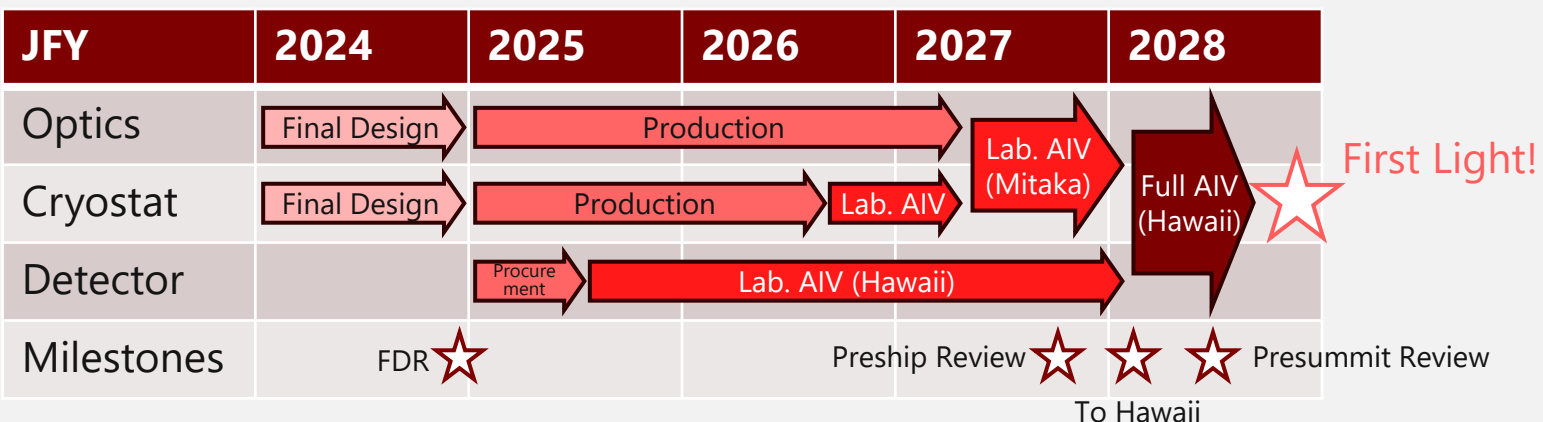 JFY 2024 2025 2026 2027 2028
Optics
Final Design
Production
Lab. AIV
(Mitaka)
Full AIV
(Hawaii)
First Light!
Cryostat
Final Design
Production
Lab. AIV
Detector
Procure
ment
Lab. AIV (Hawaii)
Milestones
FDR
Preship Review
To Hawaii
Presummit Review